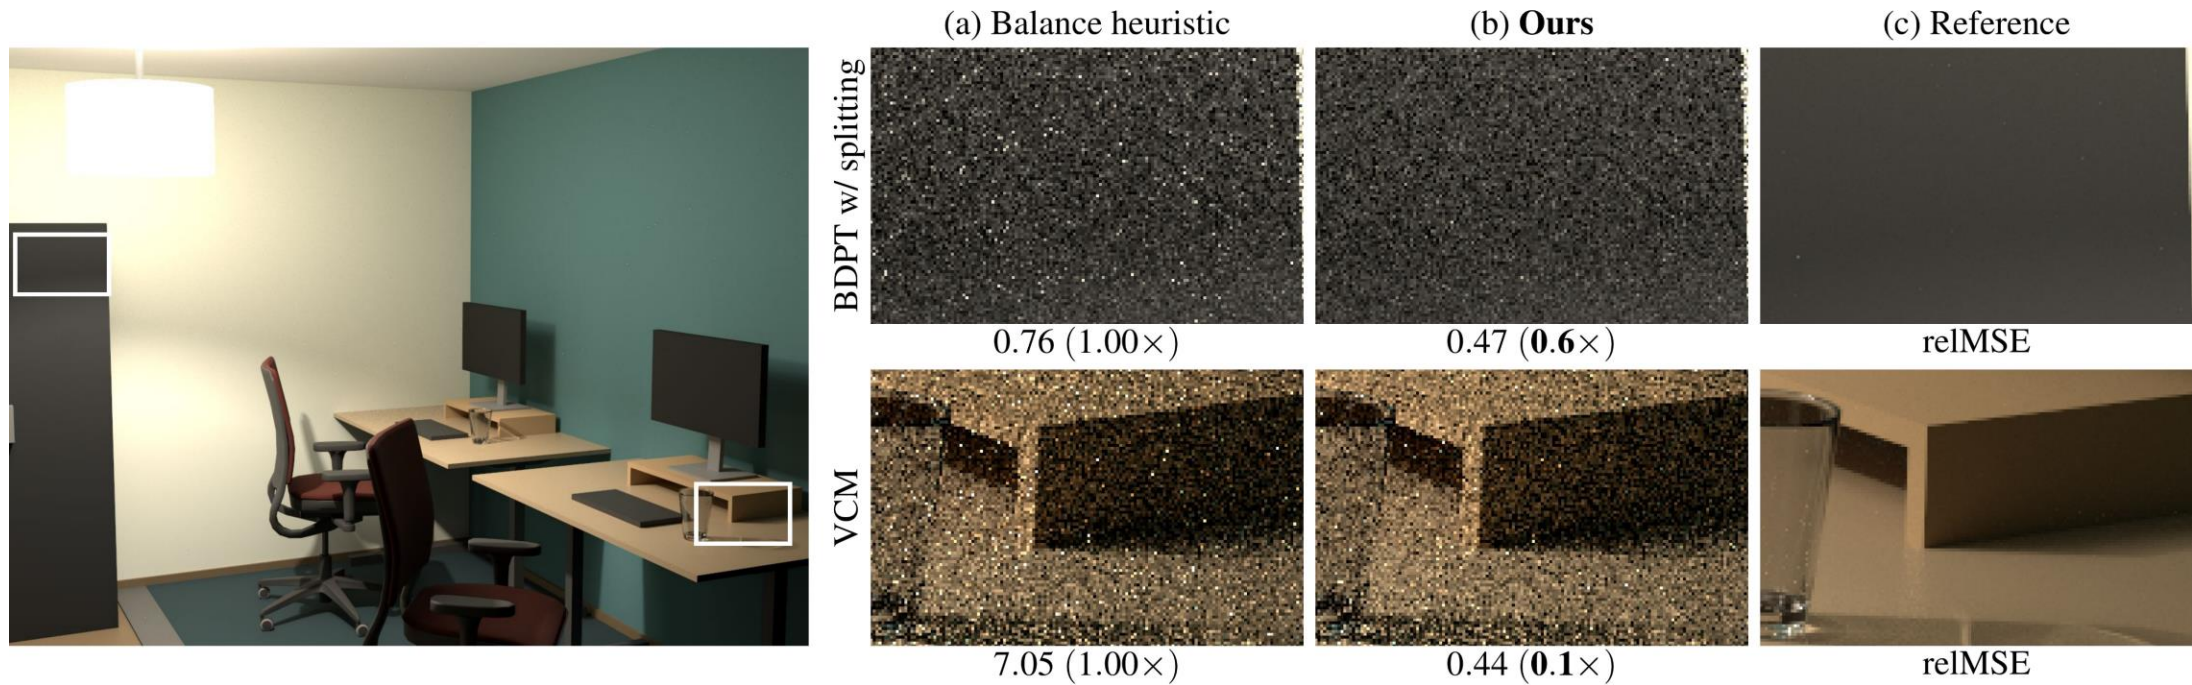 (a) Balance heuristic
(b) Ours
(c) Reference
BDPT w/ splitting
0.76 (1.00×)
0.47 (0.6×)
relMSE
VCM
7.05 (1.00×)
0.44 (0.1×)
relMSE